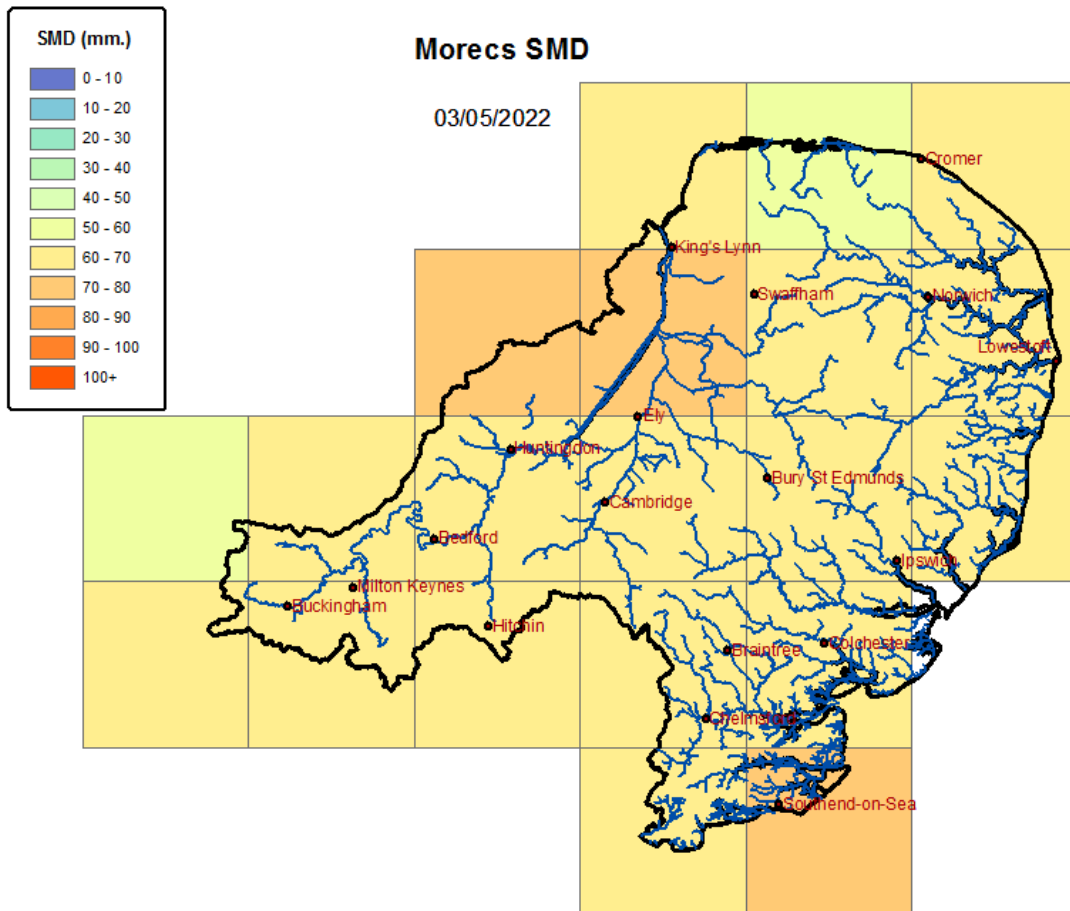 SMD (mm.)
0 - 10
10 - 20
20 - 30
30 - 40
40 - 50
50 - 60
60 - 70
70 - 80
80 - 90
90 - 100
100+
Morecs SMD
03/05/2022
Cromer
King's Lynn
Swaffham
Norwich
Lowestoft
Ely
Huntingdon
Bury St Edmunds
Cambridge
Bedford
Ipswich
Milton Keynes
Buckingham
Hitchin
Colchester
Braintree
Chelmsford
Southend-on-Sea